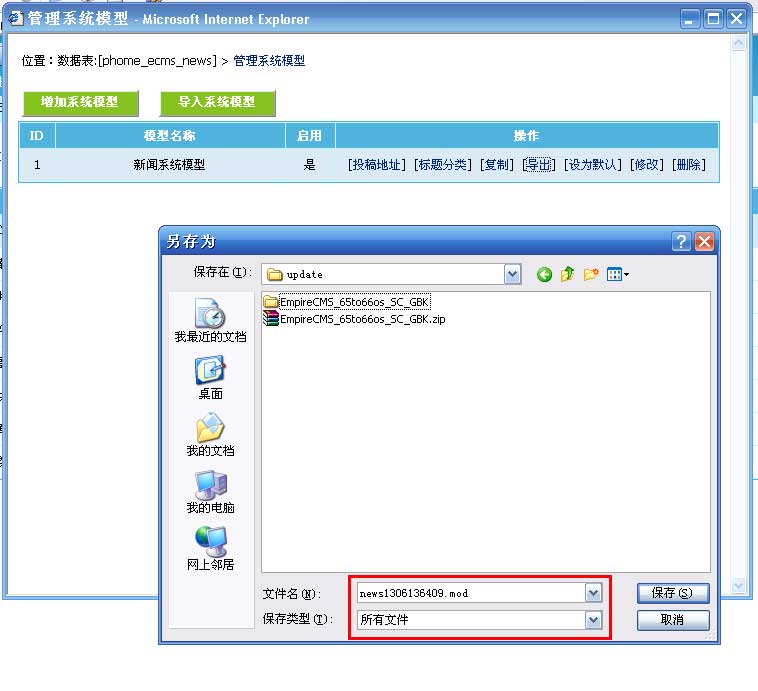 管理系统模型 - Microsoft Internet Explorer
位置：数据表:[phome_ecms_news] > 管理系统模型
增加系统模型 导入系统模型
ID 模型名称 启用 操作
1 新闻系统模型 是 [投稿地址] [标题分类] [复制] [导出] [设为默认] [修改] [删除]
另存为
保存在(I): update
EmpireCMS_65to66os_SC_GBK
EmpireCMS_65to66os_SC_GBK.zip
我最近的文档
桌面
我的文档
我的电脑
网上邻居
文件名(N): news1306136409.mod 保存(S)
保存类型(T): 所有文件 取消